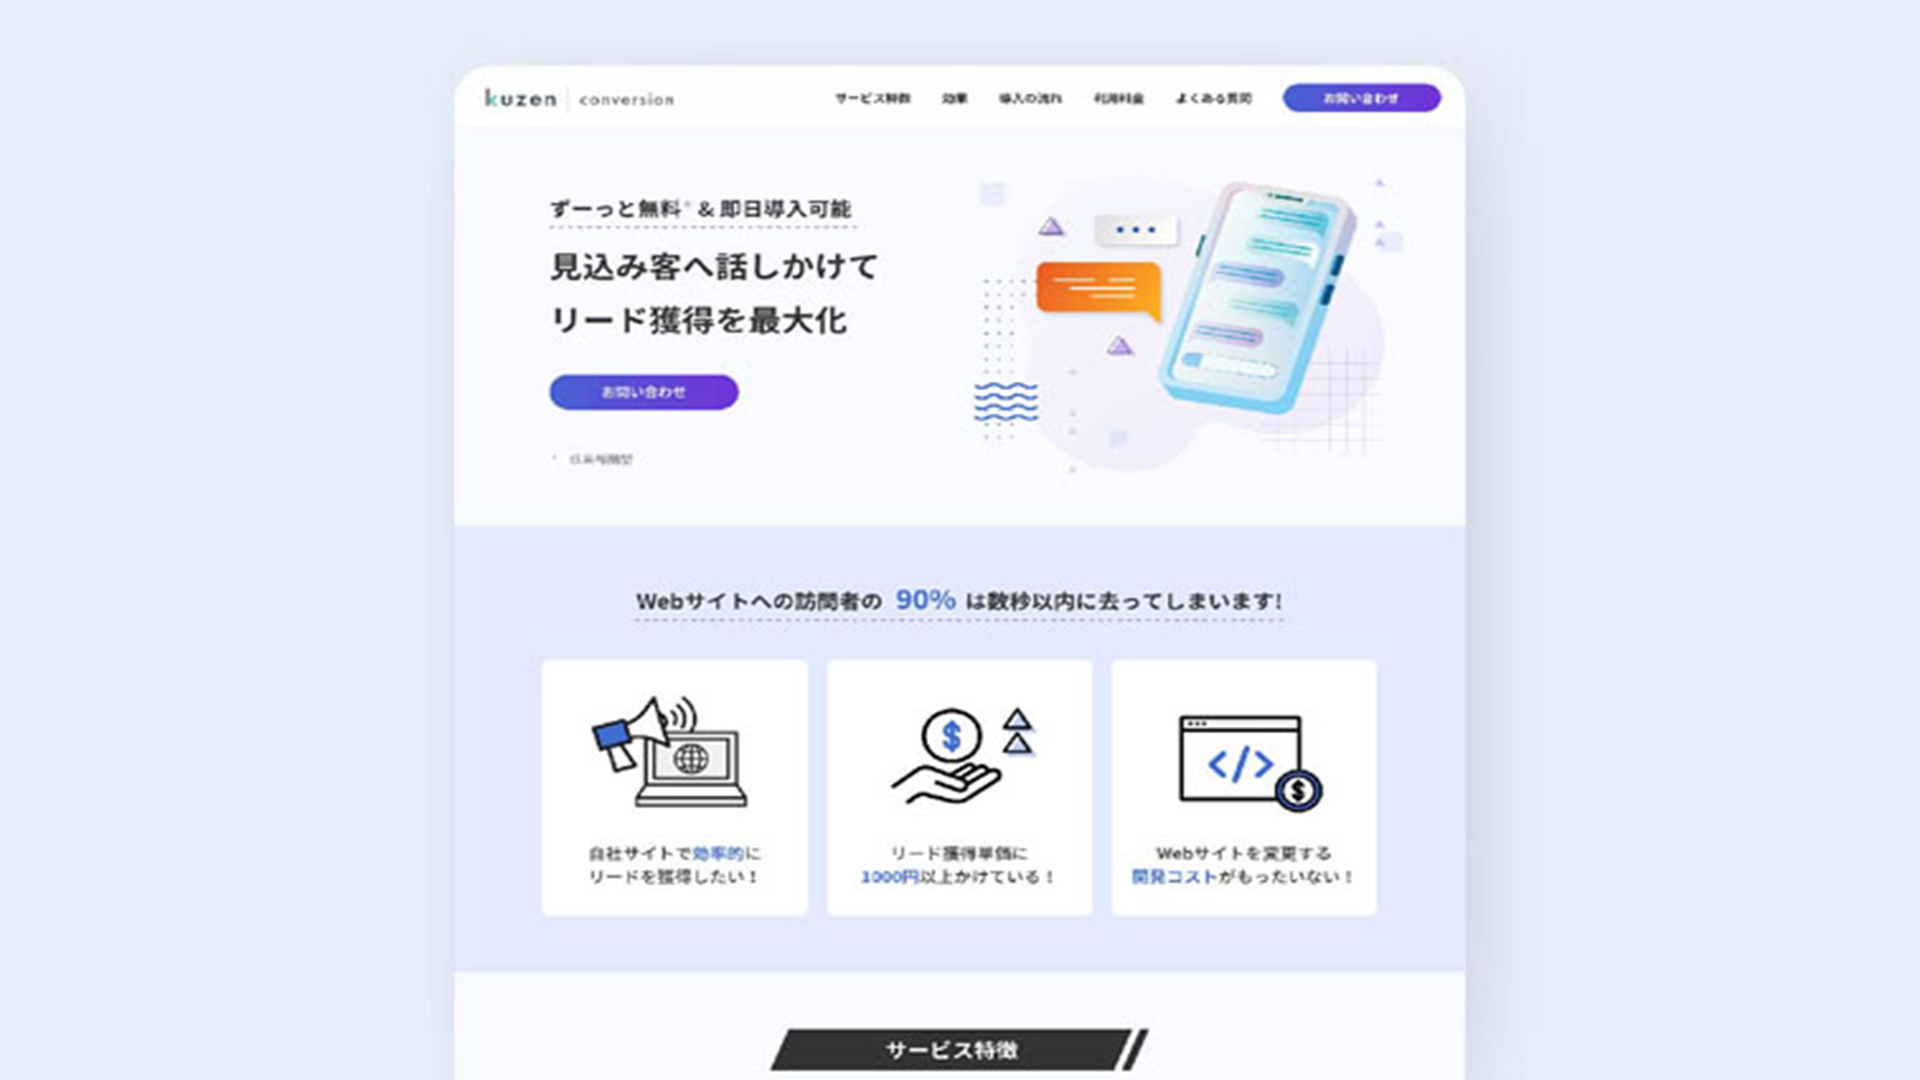 kuzen conversion
サービス特徴 効果 導入の流れ 利用料金 よくある質問 お問い合わせ
ずーっと無料* & 即日導入可能
見込み客へ話しかけて
リード獲得を最大化
お問い合わせ
Webサイトへの訪問者の 90% は数秒以内に去ってしまいます!
自社サイトで効率的に
リードを獲得したい！
リード獲得単価に
1000円以上かけている！
Webサイトを変更する
開発コストがもったいない！
サービス特徴